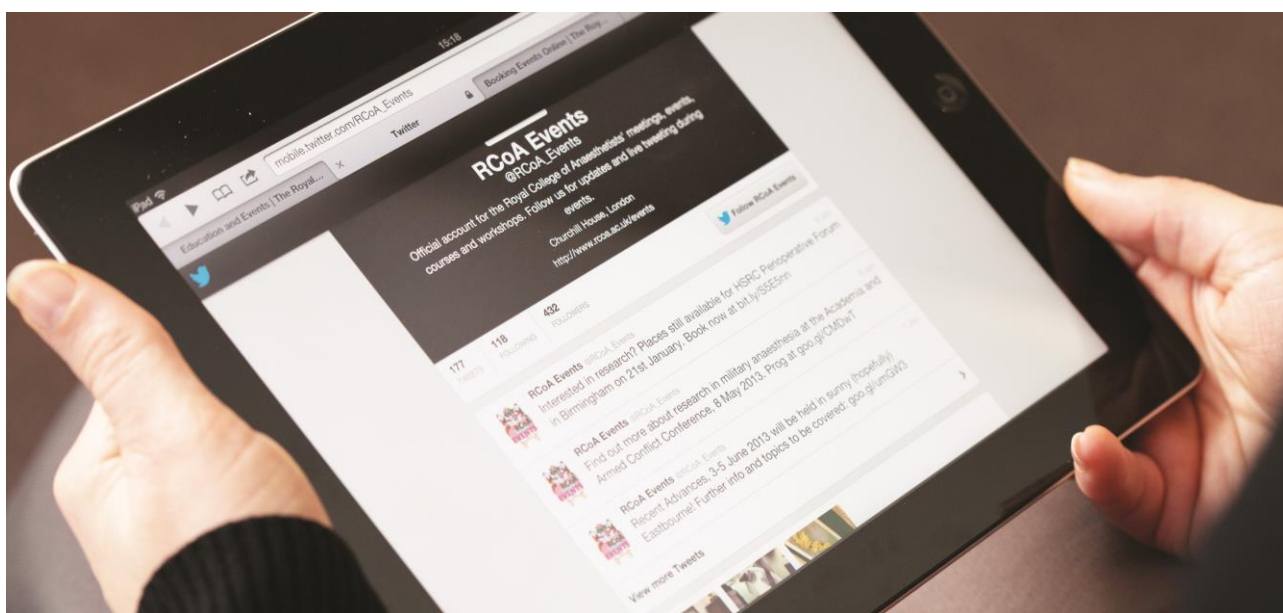 iPad
15:18
mobile.twitter.com/RCoA_Events
Education and Events | The Royal...
Twitter
Booking Events Online | The Roy...
RCoA Events
@RCoA_Events
Official account for the Royal College of Anaesthetists' meetings, events,
courses and workshops. Follow us for updates and live tweeting during
events.
Churchill House, London
http://www.rcoa.ac.uk/events
177
TWEETS
118
FOLLOWING
432
FOLLOWERS
Follow RCoA Events
RCoA Events @RCoA_Events
Interested in research? Places still available for HSRC Perioperative Forum
in Birmingham on 21st January. Book now at bit.ly/S5E5nn
RCoA Events @RCoA_Events
Find out more about research in military anaesthesia at the Academia and
Armed Conflict Conference, 8 May 2013. Prog at goo.gl/CMDwT
RCoA Events @RCoA_Events
Recent Advances, 3-5 June 2013 will be held in sunny (hopefully)
Eastbourne! Further info and topics to be covered: goo.gl/umGW3
View more Tweets